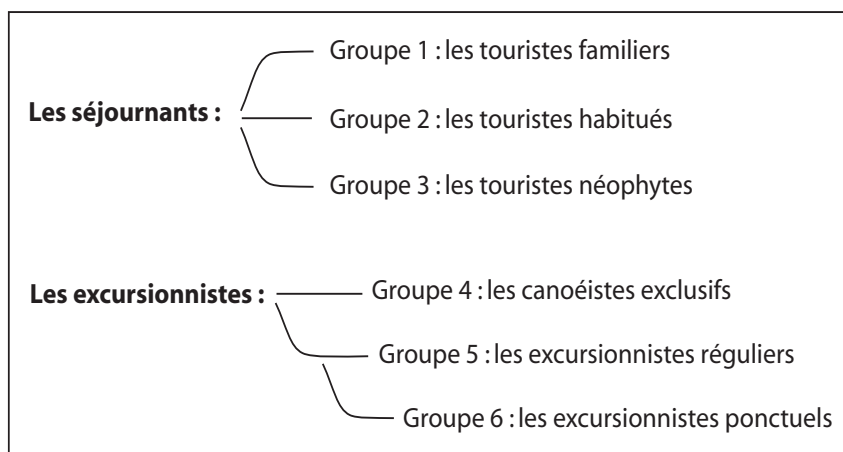 Groupe 1 : les touristes familiers
Les séjournants :
Groupe 2 : les touristes habitués
Groupe 3 : les touristes néophytes
Les excursionnistes :
Groupe 4 : les canoéistes exclusifs
Groupe 5 : les excursionnistes réguliers
Groupe 6 : les excursionnistes ponctuels